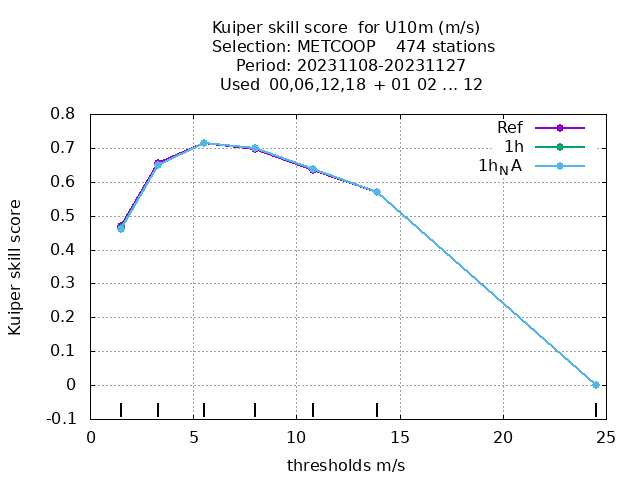 Kuiper skill score  for U10m (m/s)
Selection: METCOOP    474 stations
Period: 20231108-20231127
Used  00,06,12,18  + 01 02 ... 12
Ref
1h
1hNA
Kuiper skill score
0.8
0.7
0.6
0.5
0.4
0.3
0.2
0.1
0
-0.1
0 5 10 15 20 25
thresholds m/s